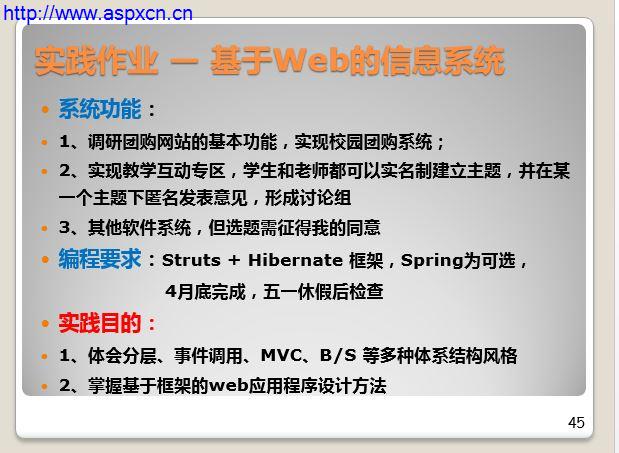 http://www.aspxcn.cn
实践作业 — 基于Web的信息系统
系统功能：
1、调研团购网站的基本功能，实现校园团购系统；
2、实现教学互动专区，学生和老师都可以实名制建立主题，并在某
一个主题下匿名发表意见，形成讨论组
3、其他软件系统，但选题需征得我的同意
编程要求：Struts + Hibernate 框架，Spring为可选，
4月底完成，五一休假后检查
实践目的：
1、体会分层、事件调用、MVC、B/S 等多种体系结构风格
2、掌握基于框架的web应用程序设计方法
45